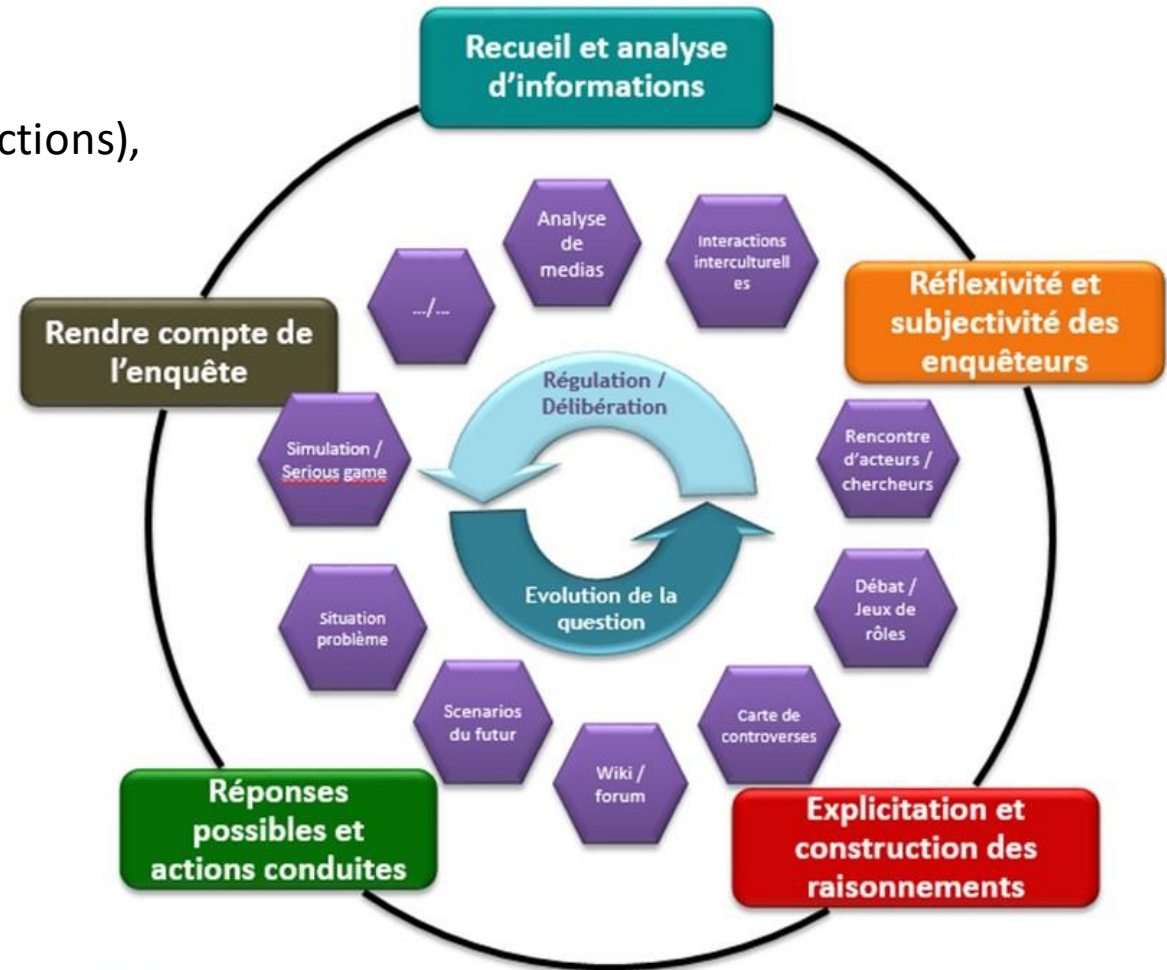 Recueil et analyse
d'informations
ctions),
Analyse
de
medias
Interactions
interculturell
es
.../...
Réflexivité et
subjectivité des
enquêteurs
Rendre compte de
l'enquête
Régulation /
Délibération
Simulation /
Serious game
Rencontre
d'acteurs /
chercheurs
Evolution de la
question
Débat /
Jeux de
rôles
Situation
problème
Scenarios
du futur
Carte de
controverses
Wiki /
forum
Réponses
possibles et
actions conduites
Explicitation et
construction des
raisonnements